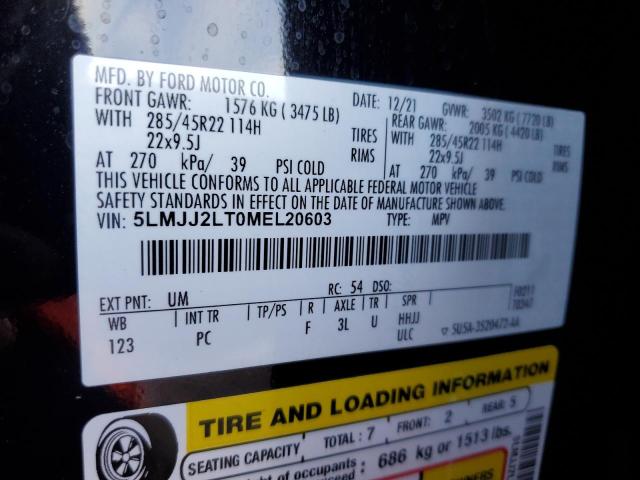 MFD. BY FORD MOTOR CO. 12/21 GVWR: 3502 KG (7720 LB)
FRONT GAWR: 1576 KG (3475 LB) REAR GAWR: 2005 KG (4420 LB)
WITH 285/45R22 114H TIRES WITH 285/45R22 114H TIRES
22x9.5J RIMS 22x9.5J RIMS
AT 270 kPa/ 39 PSI COLD AT 270 kPa/ 39 PSI COLD
THIS VEHICLE CONFORMS TO ALL APPLICABLE FEDERAL MOTOR VEHICLE
SAFETY STANDARDS IN EFFECT ON THE DATE OF MANUFACTURE SHOWN ABOVE.
VIN: 5LMJJ2LT0MEL20603 TYPE: MPV
EXT PNT: UM RC: 54 DSO:
WB INT TR TP/PS R AXLE TR SPR
123 PC F 3L U HHJJ
ULC
TIRE AND LOADING INFORMATION
SEATING CAPACITY TOTAL: 7 FRONT: 2 REAR: 5
of occupants 686 kg or 1513 lbs.